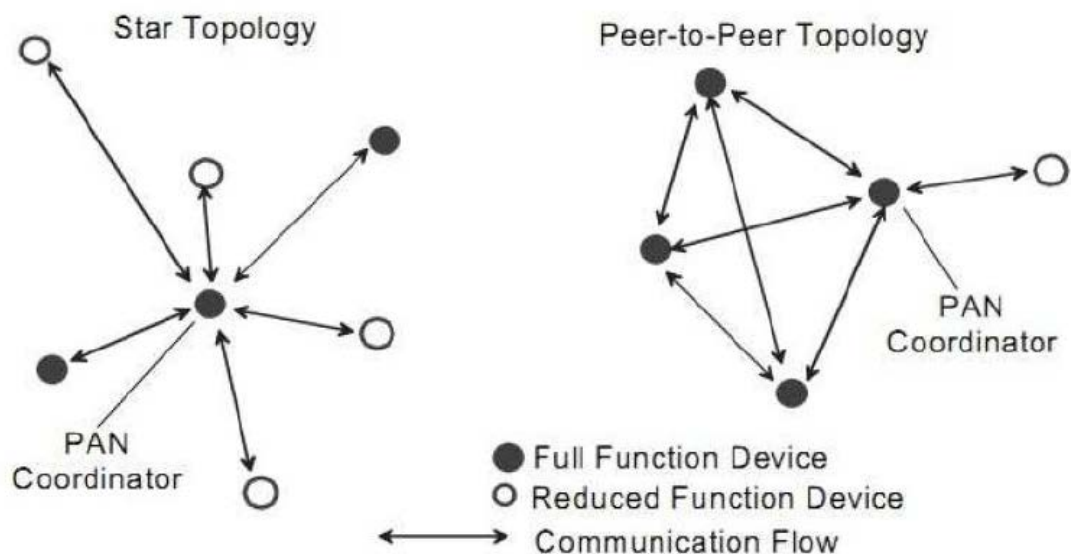 Star Topology
Peer-to-Peer Topology
PAN
Coordinator
PAN
Coordinator
Full Function Device
Reduced Function Device
Communication Flow